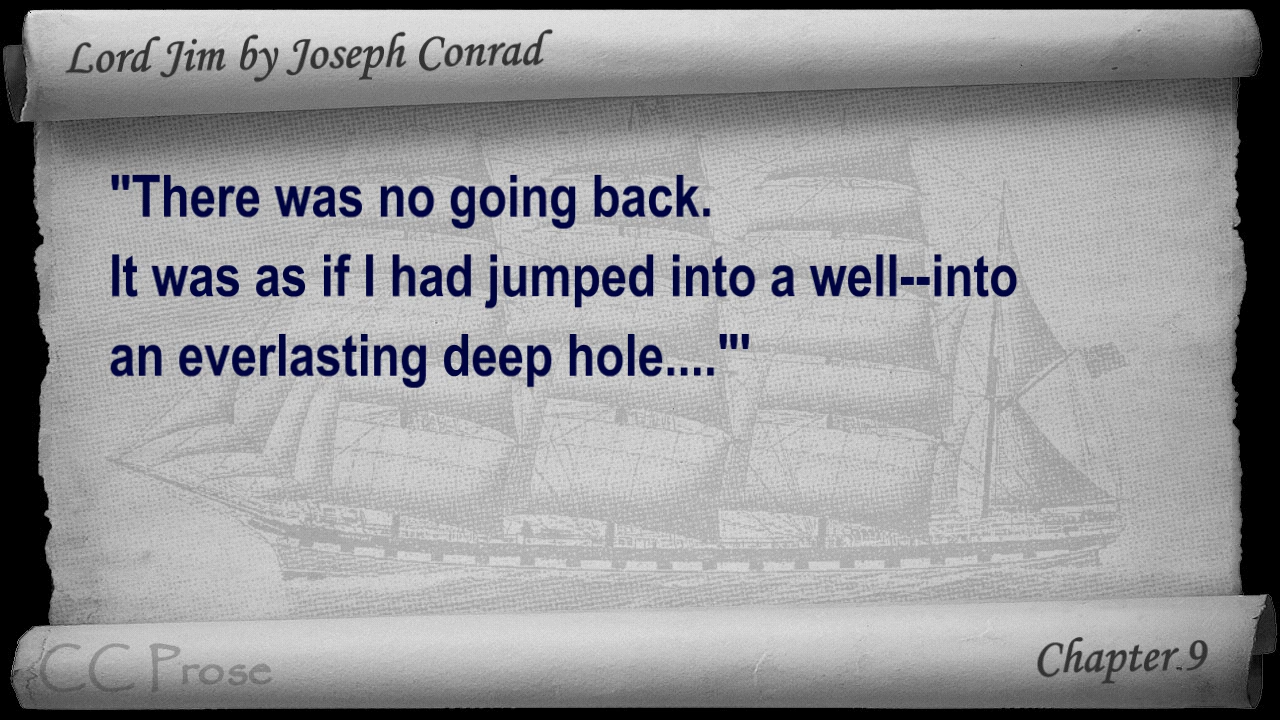 Lord Jim by Joseph Conrad
"There was no going back.
It was as if I had jumped into a well--into
an everlasting deep hole...."'"
CC Prose
Chapter 9